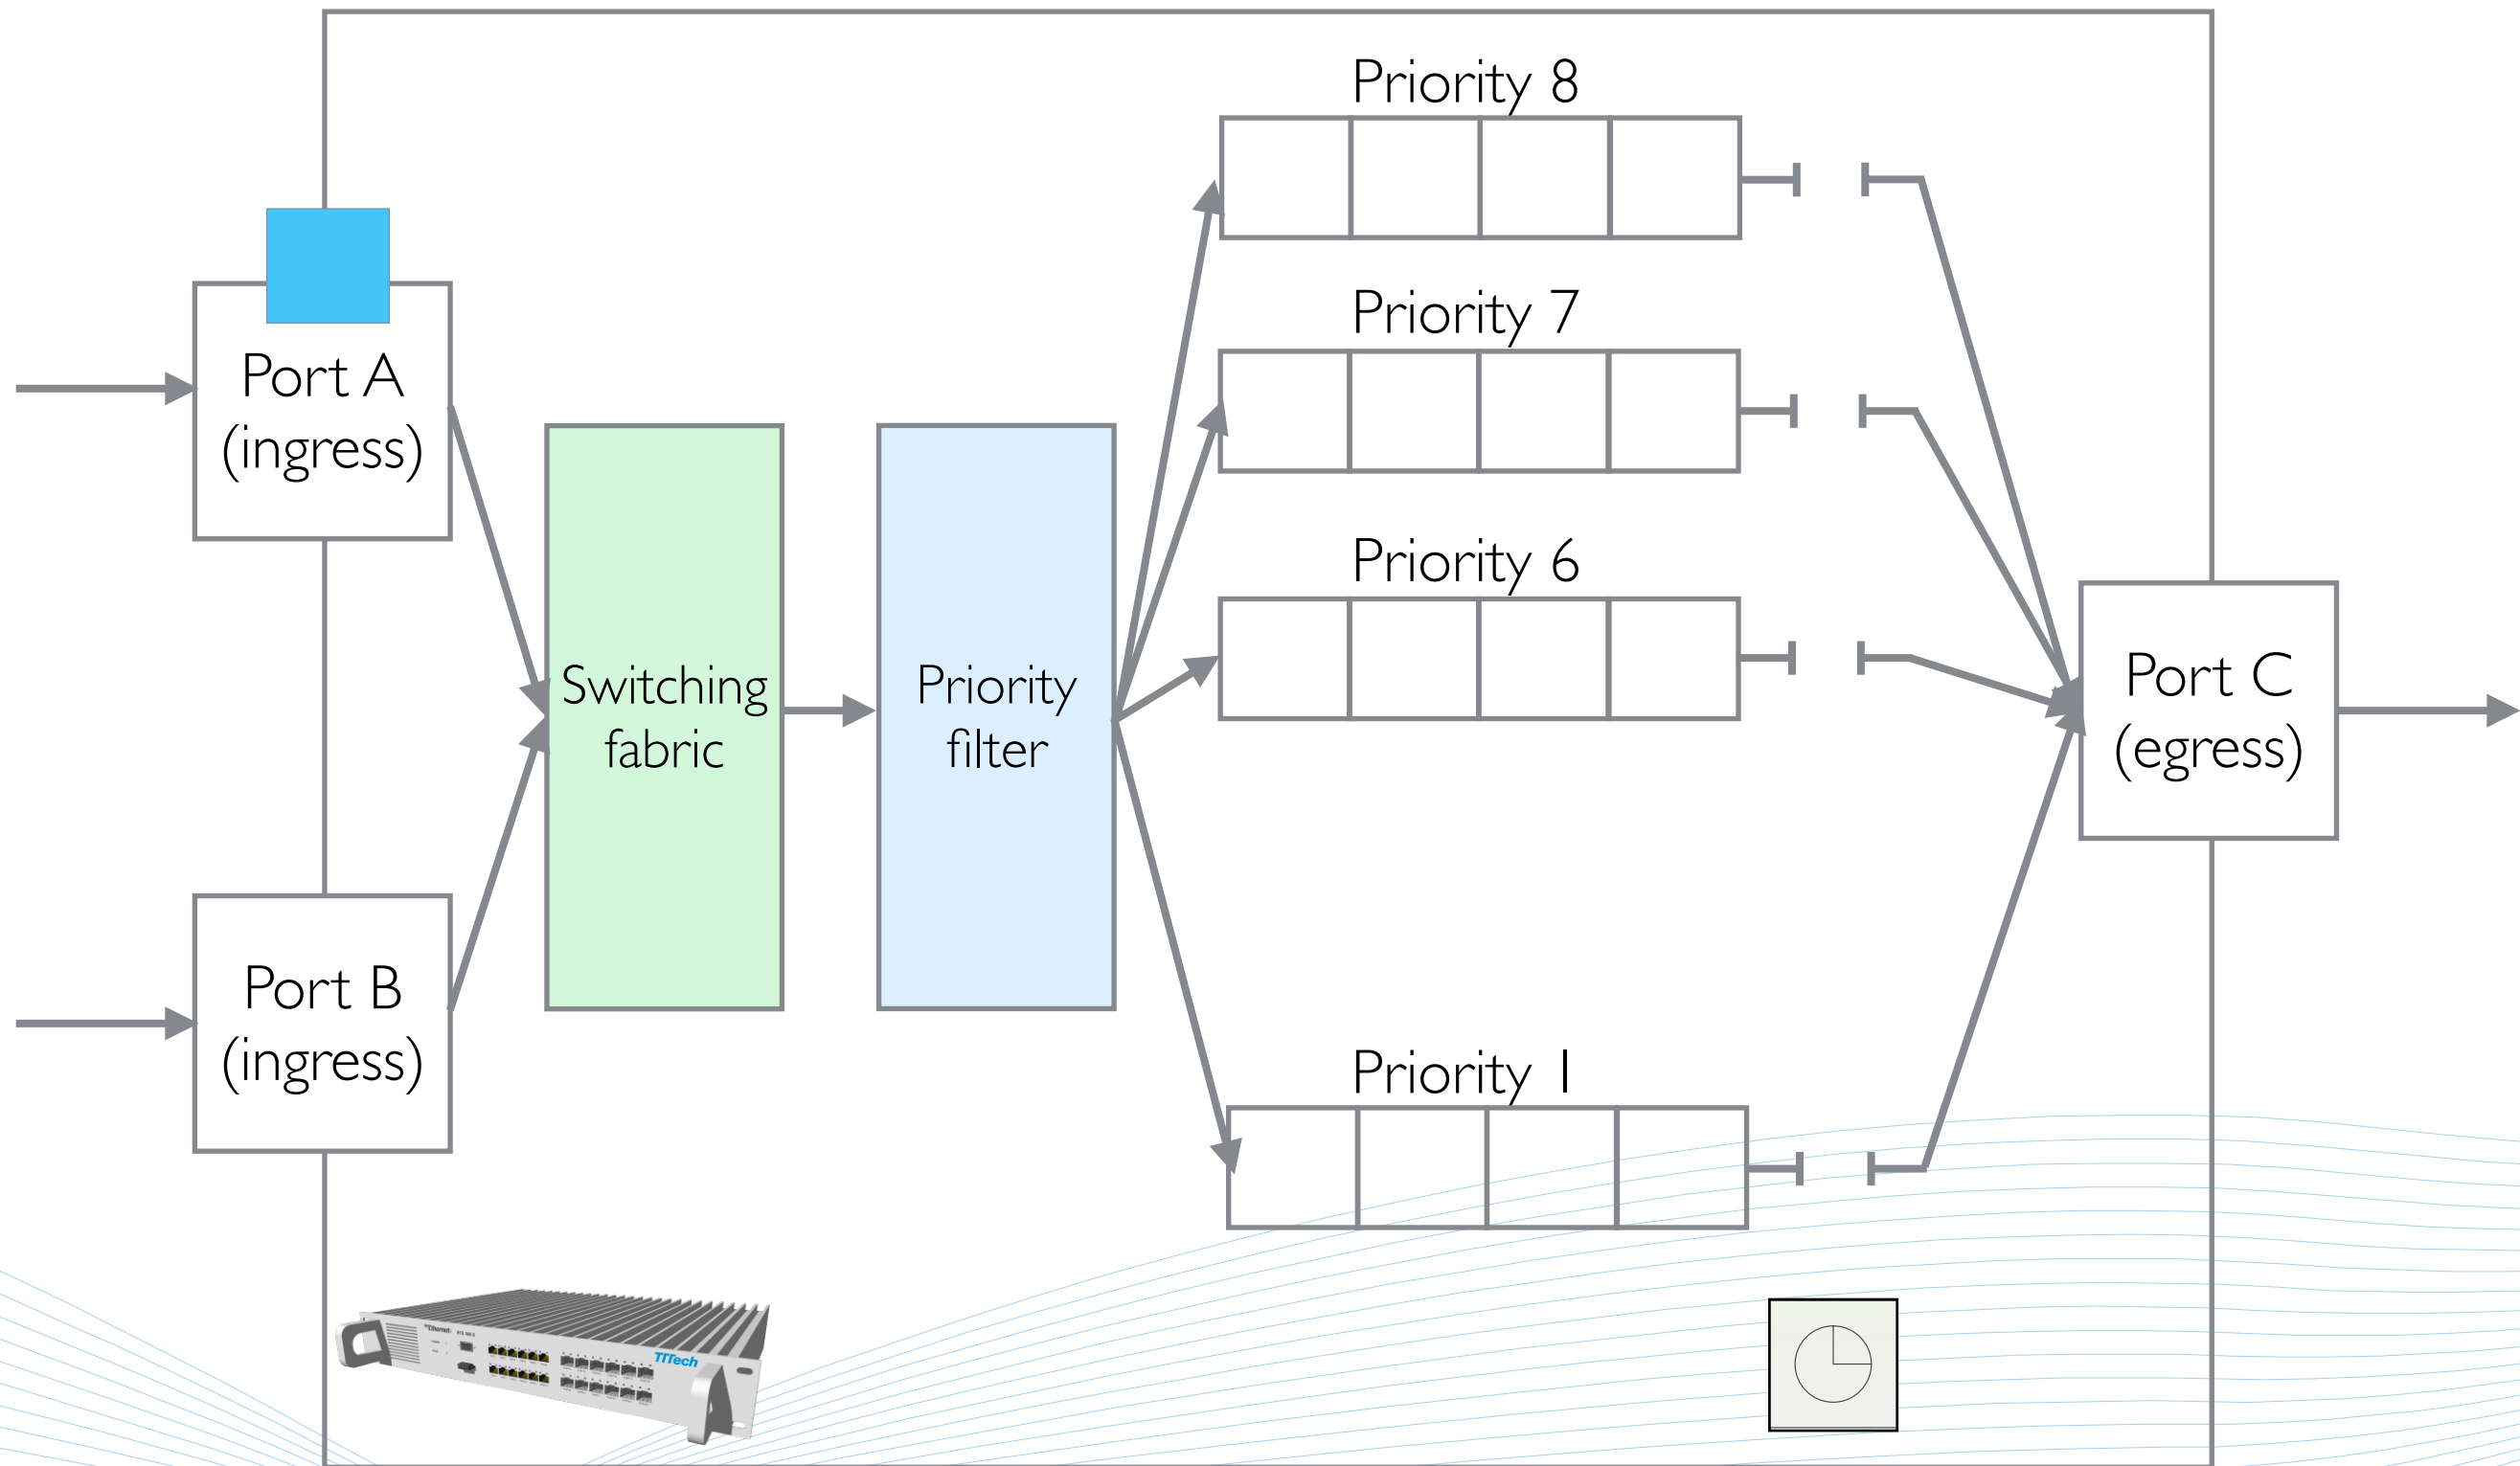 Priority 8
Priority 7
Port A
(ingress)
Priority 6
Switching
fabric
Priority
filter
Port C
(egress)
Port B
(ingress)
Priority 1
TTTech